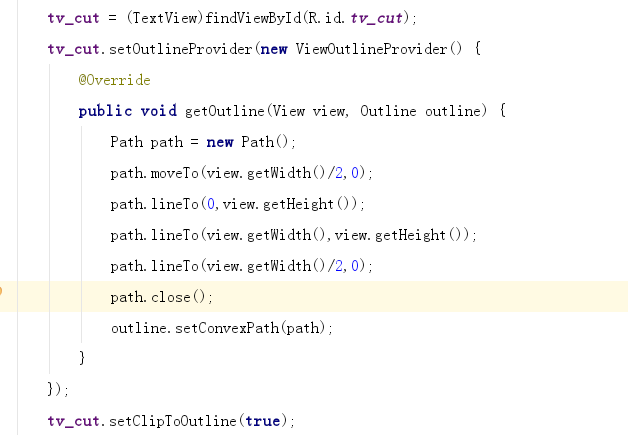 tv_cut = (TextView)findViewById(R.id.tv_cut);
tv_cut.setOutlineProvider(new ViewOutlineProvider() {
@Override
public void getOutline(View view, Outline outline) {
Path path = new Path();
path.moveTo(view.getWidth()/2,0);
path.lineTo(0,view.getHeight());
path.lineTo(view.getWidth(),view.getHeight());
path.lineTo(view.getWidth()/2,0);
path.close();
outline.setConvexPath(path);
}
});
tv_cut.setClipToOutline(true);